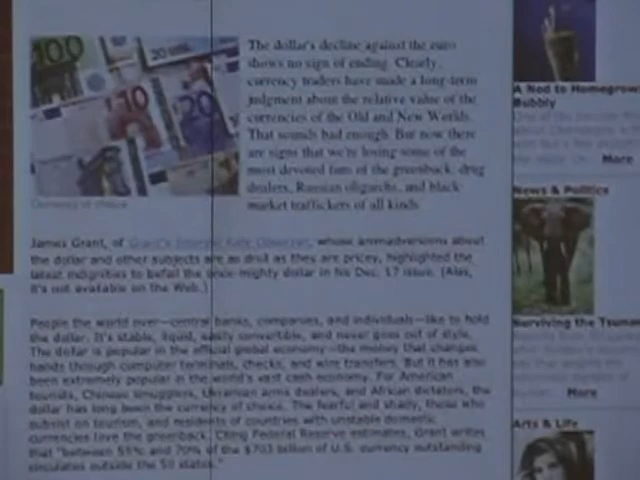 100
20
10
20
Currency of choice
The dollar's decline against the euro
shows no sign of ending. Clearly,
currency traders have made a long-term
judgment about the relative value of the
currencies of the Old and New Worlds.
That sounds bad enough. But now there
are signs that we're losing some of the
most devoted fans of the greenback: drug
dealers, Russian oligarchs, and black-
market traffickers of all kinds.
James Grant, of Grant's Interest Rate Observer, whose animadversions about
the dollar and other subjects are as droll as they are pricey, highlighted the
latest indignities to befall the once-mighty dollar in his Dec. 17 issue. (Alas,
it's not available on the Web.)
People the world over—central banks, companies, and individuals—like to hold
the dollar. It's stable, liquid, easily convertible, and never goes out of style.
The dollar is popular in the official global economy—the money that changes
hands through computer terminals, checks, and wire transfers. But it has also
been extremely popular in the world's vast cash economy. For American
tourists, Chinese smugglers, Ukrainian arms dealers, and African dictators, the
dollar has long been the currency of choice. The fearful and shady, those who
subsist on tourism, and residents of countries with unstable domestic
currencies love the greenback. Citing Federal Reserve estimates, Grant writes
that "between 55% and 70% of the $703 billion of U.S. currency outstanding
circulates outside the 50 states."
A Nod to Homegrown
Bubbly
More
News & Politics
Surviving the Tsunami
More
Arts & Life